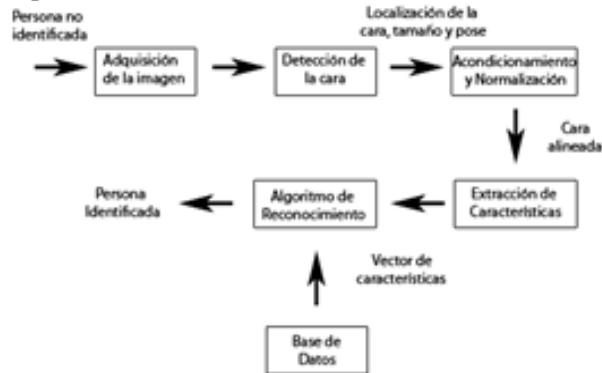 Persona no
identificada
Adquisición
de la imagen
Detección de
la cara
Localización de la
cara, tamaño y pose
Acondicionamiento
y Normalización
Cara
alineada
Extracción de
Características
Algoritmo de
Reconocimiento
Persona
Identificada
Vector de
características
Base de
Datos